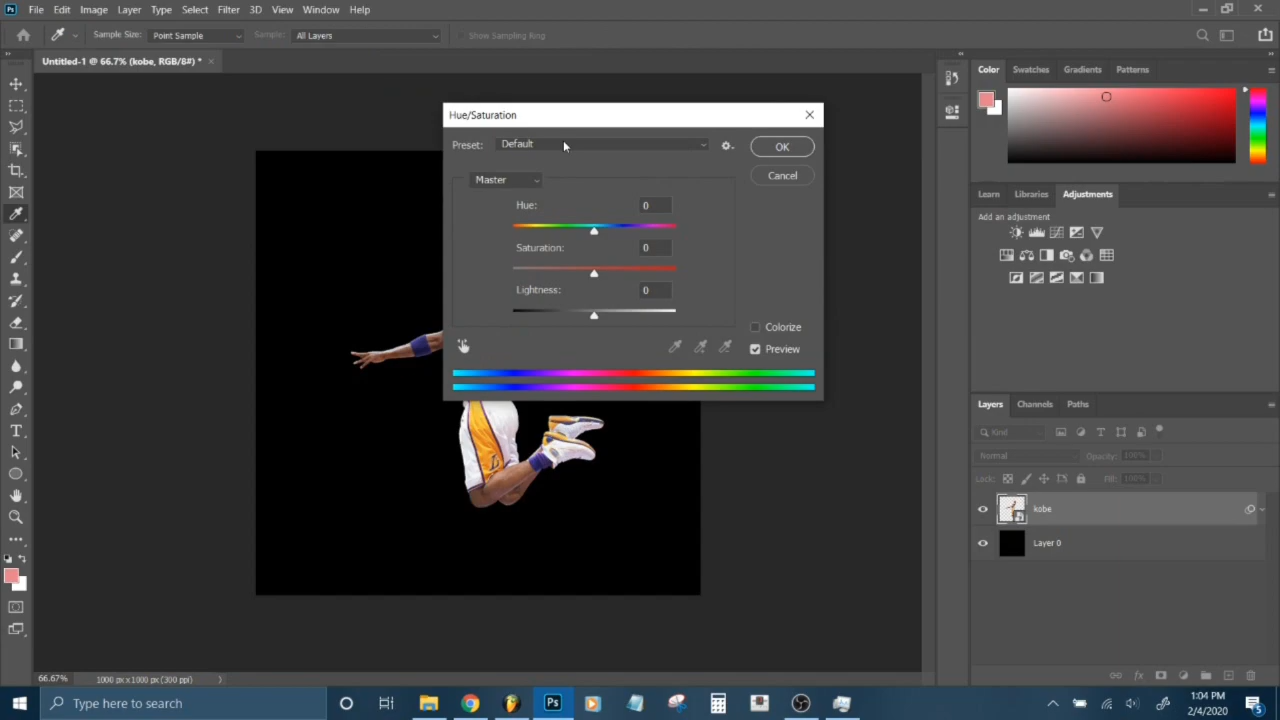 Ps File Edit Image Layer Type Select Filter 3D View Window Help
Sample Size: Point Sample Sample: All Layers Show Sampling Ring
Untitled-1 @ 66.7% (kobe, RGB/8#) *
Color Swatches Gradients Patterns
Hue/Saturation
Preset: Default
OK
Master
Cancel
Hue: 0
Saturation: 0
Lightness: 0
Colorize
Preview
Learn Libraries Adjustments
Add an adjustment
Layers Channels Paths
Kind
Normal Opacity: 100%
Lock: Fill: 100%
kobe
Layer 0
66.67% 1000 px x 1000 px (300 ppi)
Type here to search
Ps
1:04 PM
2/4/2020
5